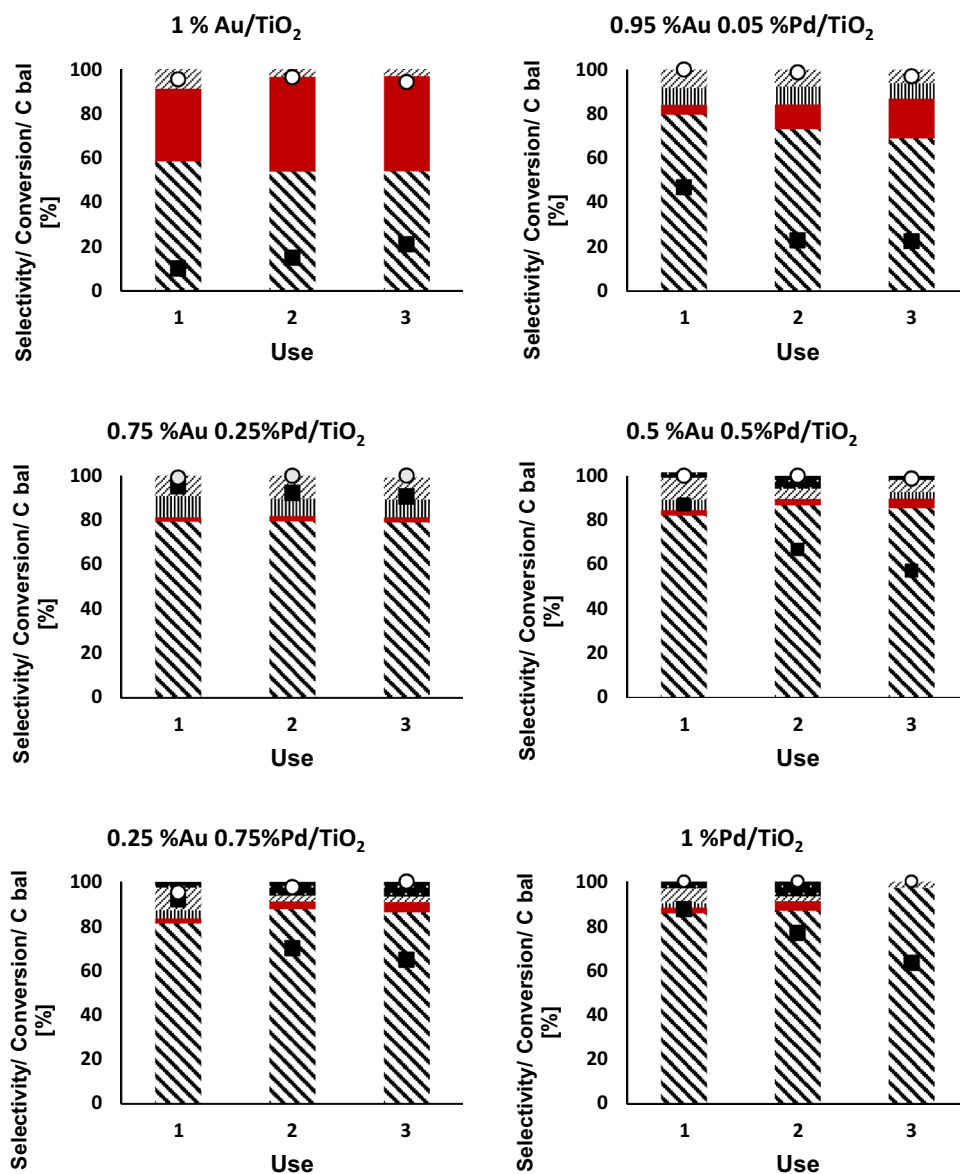 1 % Au/TiO₂
Selectivity/ Conversion/ C bal
[%]
100
80
60
40
20
0
1 2 3
Use
0.95 %Au 0.05 %Pd/TiO₂
Selectivity/ Conversion/ C bal
[%]
100
80
60
40
20
0
1 2 3
Use
0.75 %Au 0.25%Pd/TiO₂
Selectivity/ Conversion/ C bal
[%]
100
80
60
40
20
0
1 2 3
Use
0.5 %Au 0.5%Pd/TiO₂
Selectivity/ Conversion/ C bal
[%]
100
80
60
40
20
0
1 2 3
Use
0.25 %Au 0.75%Pd/TiO₂
Selectivity/ Conversion/ C bal
[%]
100
80
60
40
20
0
1 2 3
Use
1 %Pd/TiO₂
Selectivity/ Conversion/ C bal
[%]
100
80
60
40
20
0
1 2 3
Use